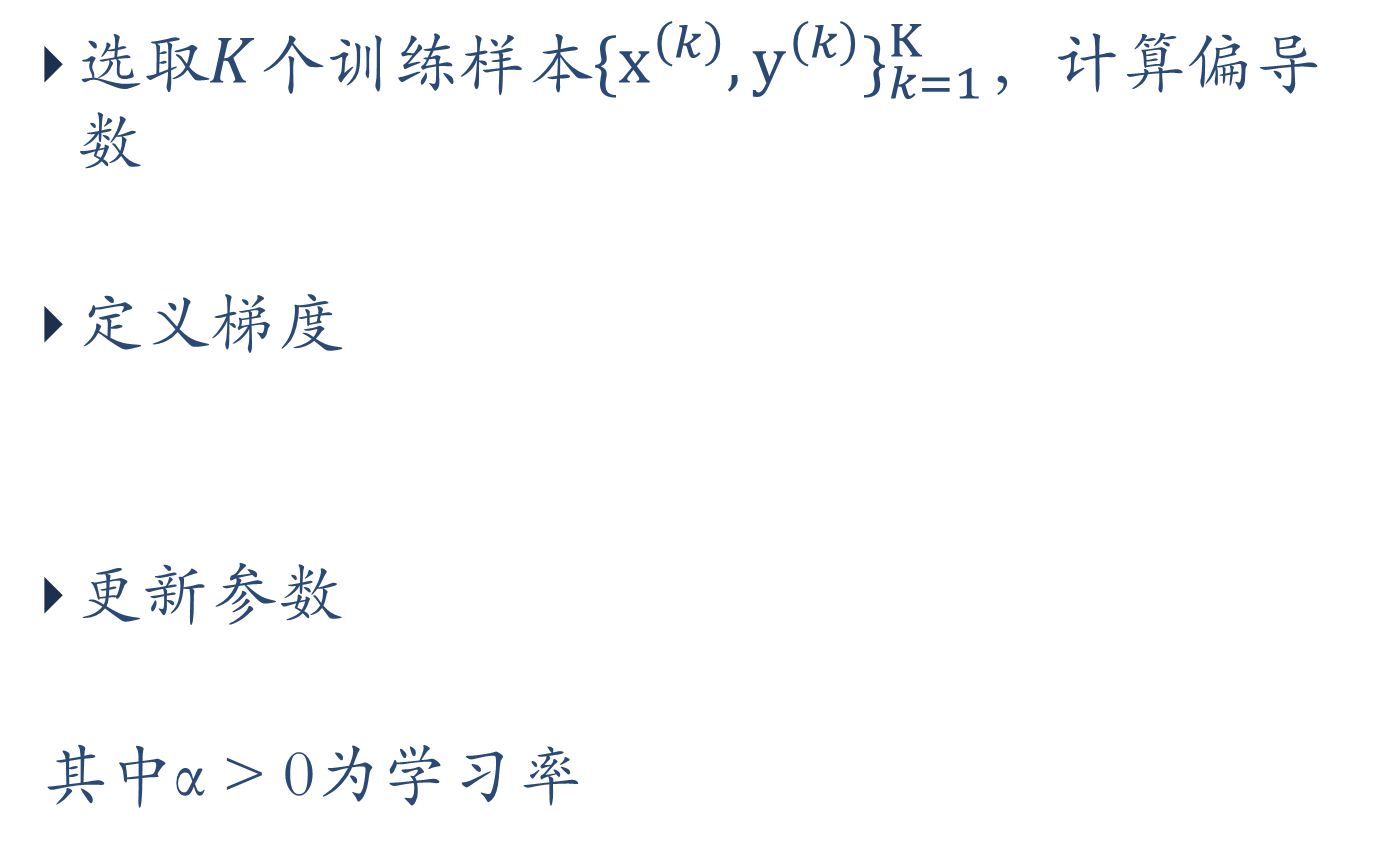 选取K个训练样本{x^(k), y^(k)}_{k=1}^K，计算偏导
数
定义梯度
更新参数
其中α > 0为学习率